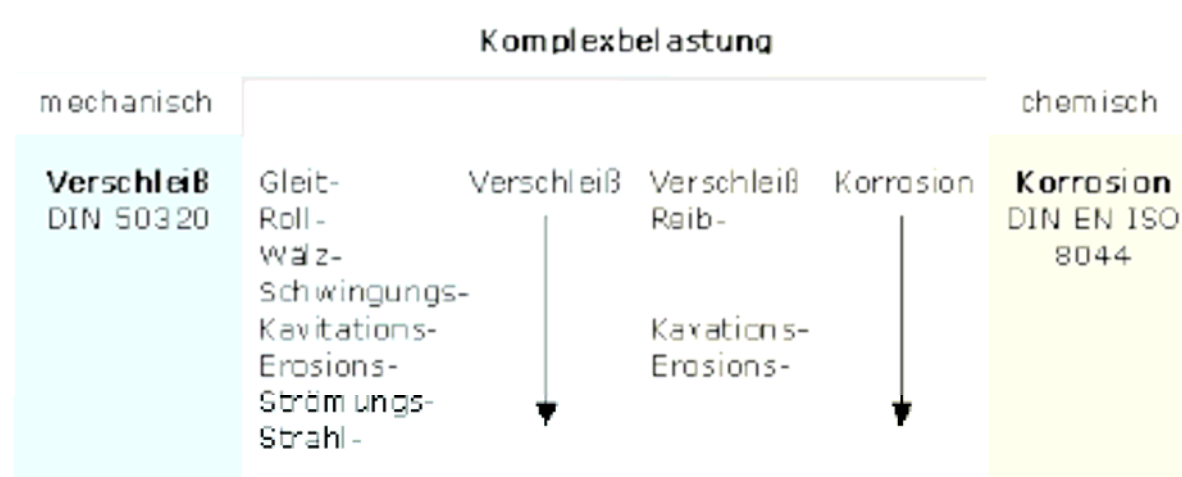 Komplexbelastung
mechanisch
chemisch
Verschleiß
DIN 50320
Gleit-
Roll-
Wälz-
Schwingungs-
Kavitations-
Erosions-
Strömungs-
Strahl-
Verschleiß
Verschleiß
Reib-
Kavations-
Erosions-
Korrosion
Korrosion
DIN EN ISO
8044